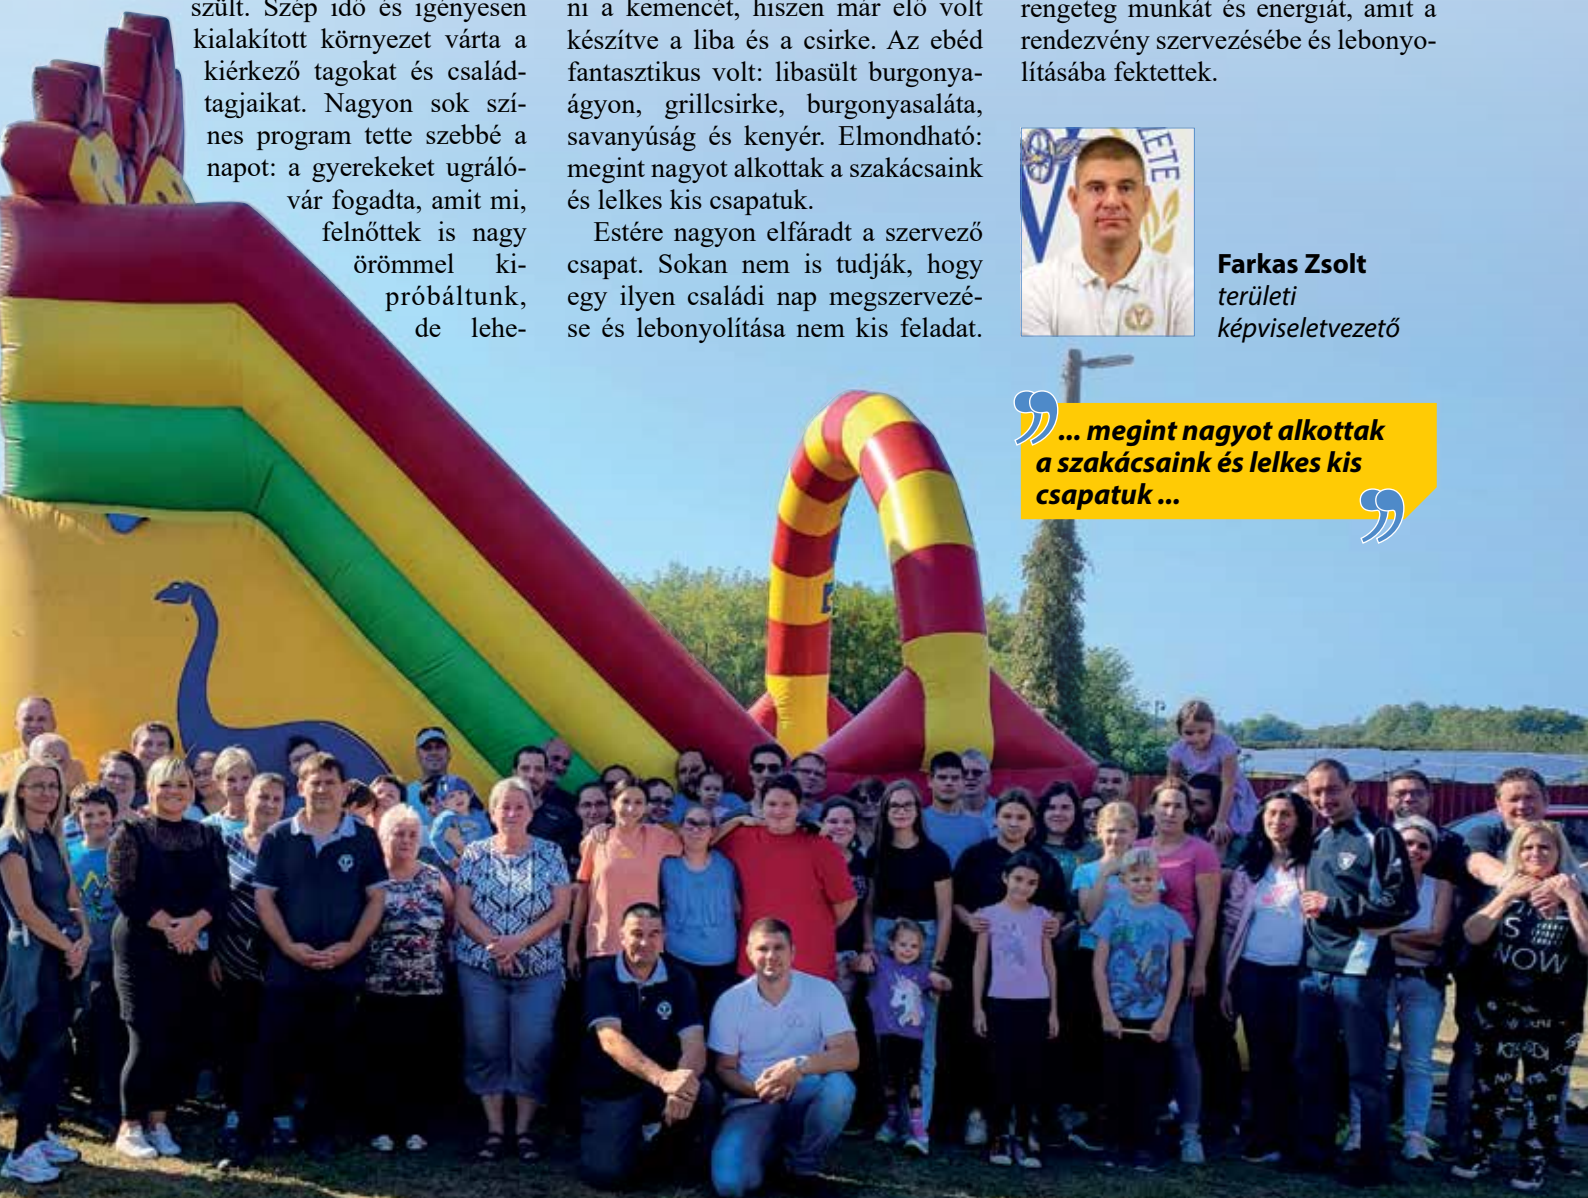 szült. Szép idő és igényesen
kialakított környezet várta a
kiérkező tagokat és család-
tagjaikat. Nagyon sok szí-
nes program tette szebbé a
napot: a gyerekeket ugráló-
vár fogadta, amit mi,
felnőttek is nagy
örömmel ki-
próbáltunk,
de lehe-
ni a kemencét, hiszen már elő volt
készítve a liba és a csirke. Az ebéd
fantasztikus volt: libasült burgonya-
ágyon, grillcsirke, burgonyasaláta,
savanyúság és kenyér. Elmondható:
megint nagyot alkottak a szakácsaink
és lelkes kis csapatuk.
Estére nagyon elfáradt a szervező
csapat. Sokan nem is tudják, hogy
egy ilyen családi nap megszervezé-
se és lebonyolítása nem kis feladat.
rengeteg munkát és energiát, amit a
rendezvény szervezésébe és lebonyo-
lításába fektettek.
LETE
Farkas Zsolt
területi
képviseletvezető
... megint nagyot alkottak
a szakácsaink és lelkes kis
csapatuk ...
NOW